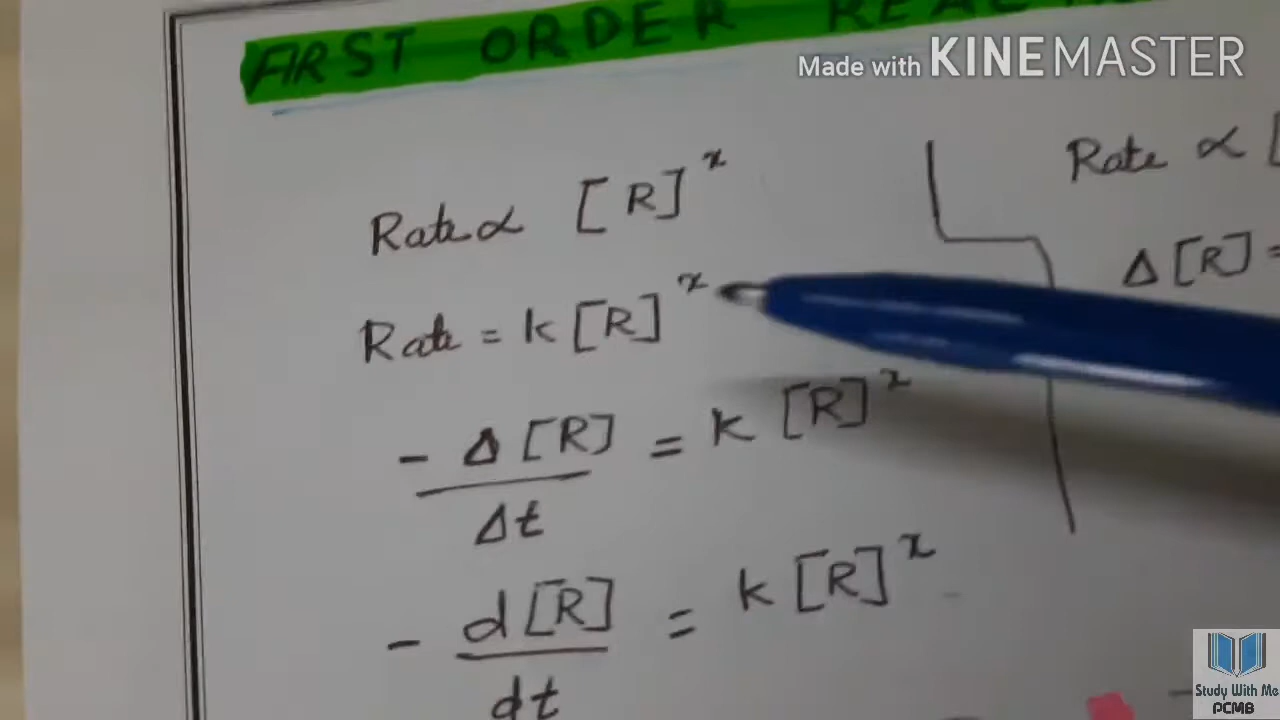 FIRST ORDER
Made with KINEMASTER
Rate ∝ [R]^x
Rate = k[R]^x
- Δ[R]/Δt = k[R]^x
- d[R]/dt = k[R]^x
Rate ∝ [
Δ[R] =
Study With Me
PCMB